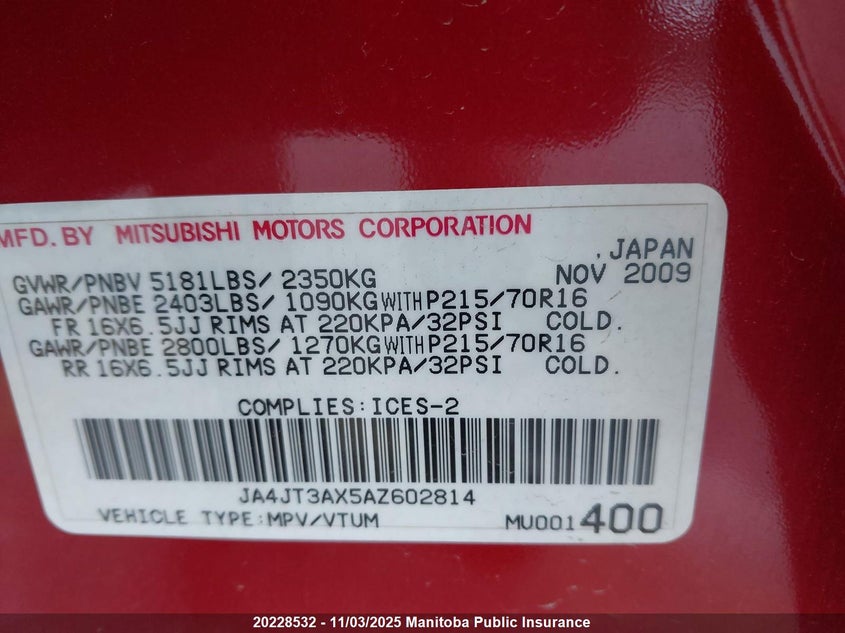 MFD. BY MITSUBISHI MOTORS CORPORATION
, JAPAN
GVWR/PNBV 5181LBS/ 2350KG NOV 2009
GAWR/PNBE 2403LBS/ 1090KG WITH P215/70R16
FR 16X6.5JJ RIMS AT 220KPA/32PSI COLD.
GAWR/PNBE 2800LBS/ 1270KG WITH P215/70R16
RR 16X6.5JJ RIMS AT 220KPA/32PSI COLD.
COMPLIES:ICES-2
JA4JT3AX5AZ602814
VEHICLE TYPE:MPV/VTUM MU001400
20228532 - 11/03/2025 Manitoba Public Insurance